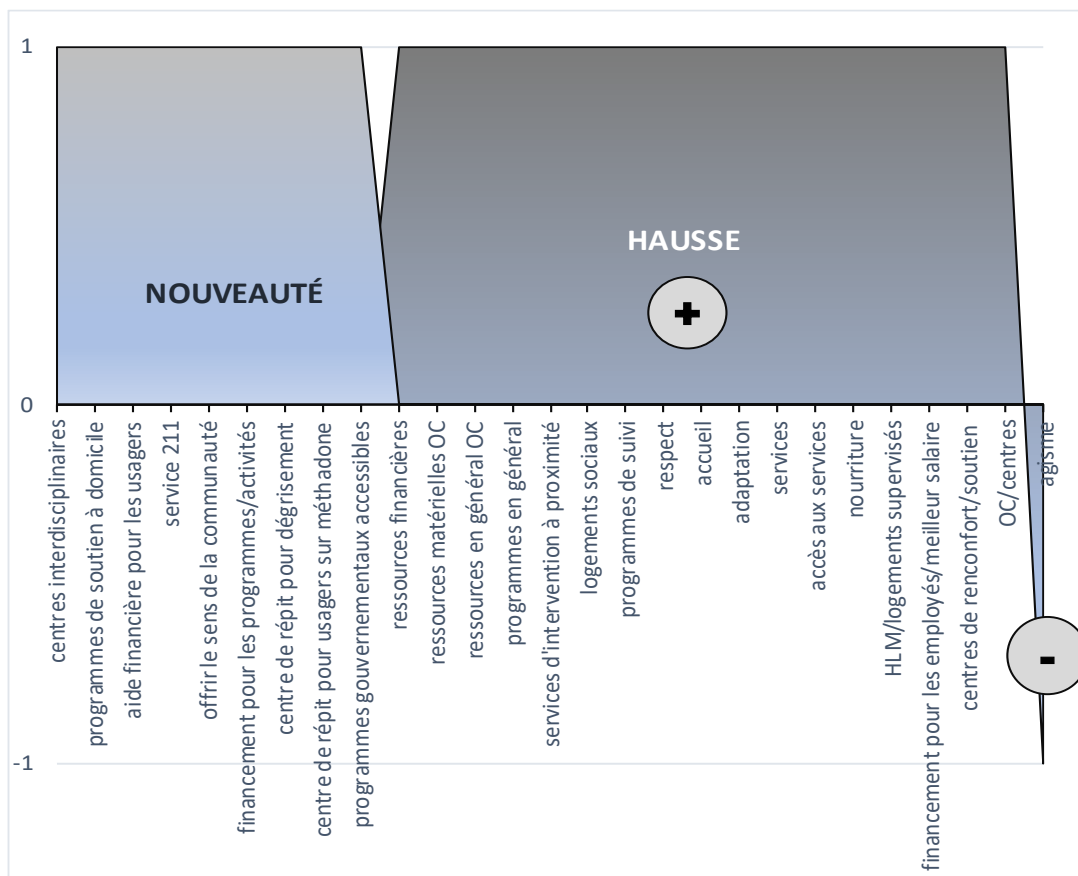 1
NOUVEAUTÉ
HAUSSE
+
0
-
-1
centres interdisciplinaires
programmes de soutien à domicile
aide financière pour les usagers
service 211
offrir le sens de la communauté
financement pour les programmes/activités
centre de répit pour dégrisement
centre de répit pour usagers sur méthadone
programmes gouvernementaux accessibles
ressources financières
ressources matérielles OC
ressources en général OC
programmes en général
services d'intervention à proximité
logements sociaux
programmes de suivi
respect
accueil
adaptation
services
accès aux services
nourriture
HLM/logements supervisés
financement pour les employés/meilleur salaire
centres de renconfort/soutien
OC/centres
agisme